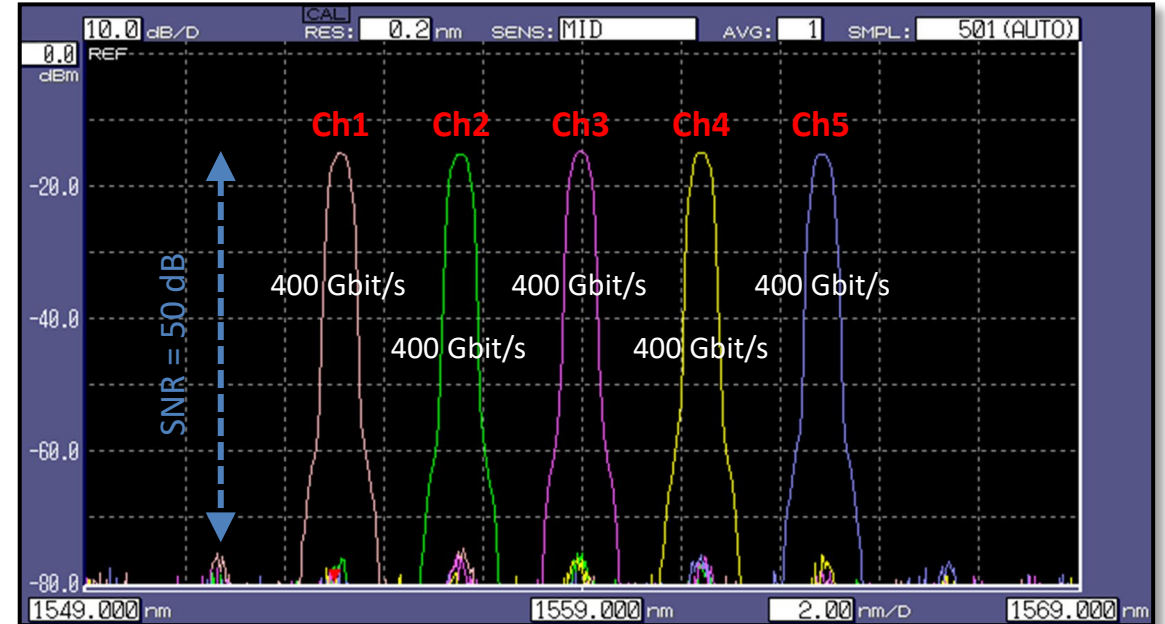 CAL
10.0 dB/D RES: 0.2 nm SENS: MID AVG: 1 SMPL: 501 (AUTO)
0.0 REF
dBm
Ch1 Ch2 Ch3 Ch4 Ch5
-20.0
SNR = 50 dB
400 Gbit/s 400 Gbit/s 400 Gbit/s
-40.0
400 Gbit/s 400 Gbit/s
-60.0
-80.0
1549.000 nm 1559.000 nm 2.00 nm/D 1569.000 nm